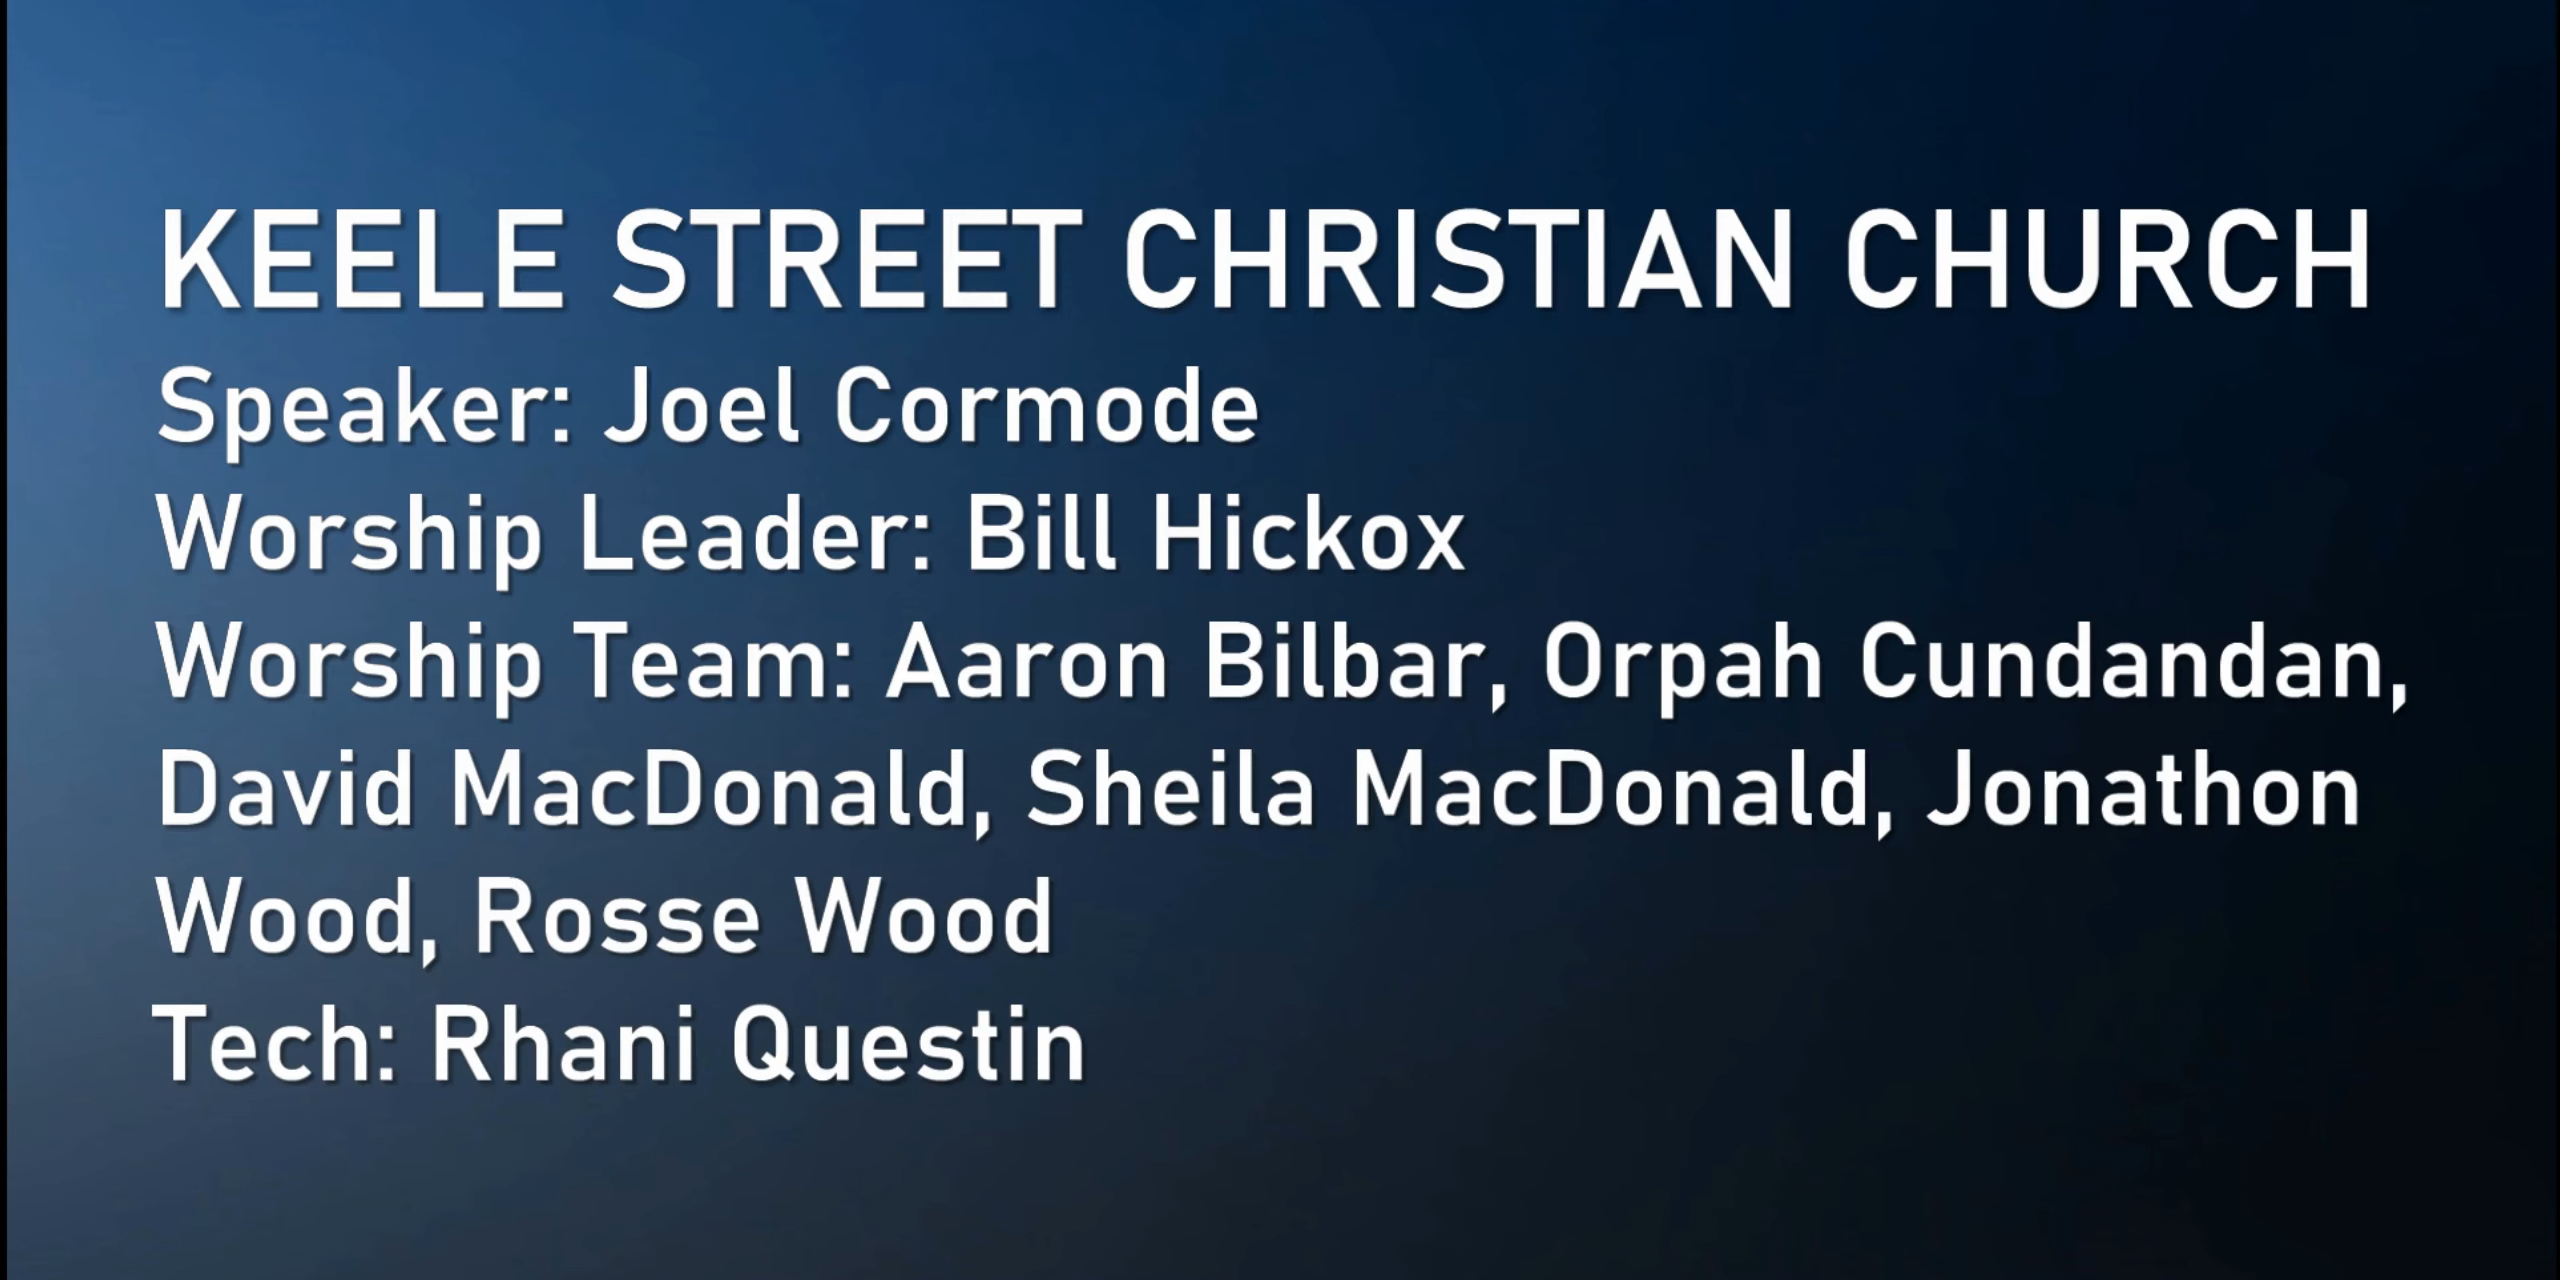 KEELE STREET CHRISTIAN CHURCH
Speaker: Joel Cormode
Worship Leader: Bill Hickox
Worship Team: Aaron Bilbar, Orpah Cundandan,
David MacDonald, Sheila MacDonald, Jonathon
Wood, Rosse Wood
Tech: Rhani Questin